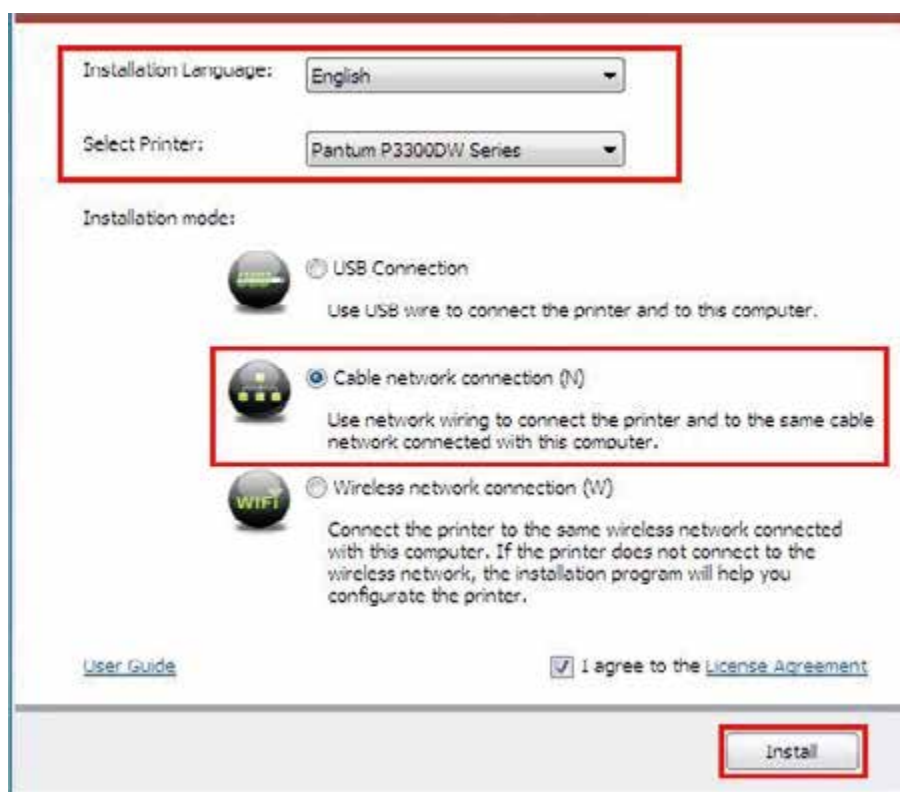 Installation Language:
English
Select Printer:
Pantum P3300DW Series
Installation mode:
USB Connection
Use USB wire to connect the printer and to this computer.
Cable network connection (N)
Use network wiring to connect the printer and to the same cable
network connected with this computer.
WIFI
Wireless network connection (W)
Connect the printer to the same wireless network connected
with this computer. If the printer does not connect to the
wireless network, the installation program will help you
configurate the printer.
User Guide
I agree to the License Agreement
Install